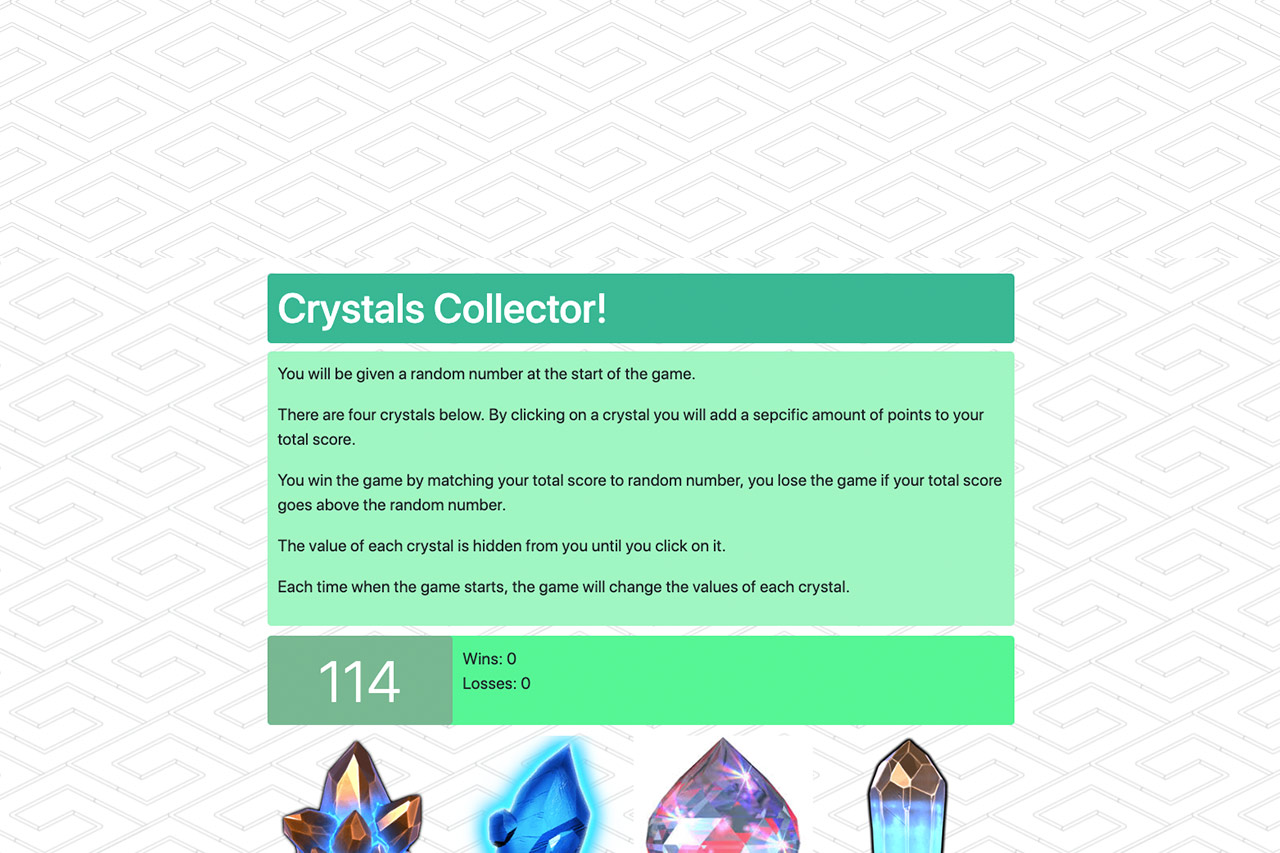 Crystals Collector!
You will be given a random number at the start of the game.
There are four crystals below. By clicking on a crystal you will add a sepcific amount of points to your
total score.
You win the game by matching your total score to random number, you lose the game if your total score
goes above the random number.
The value of each crystal is hidden from you until you click on it.
Each time when the game starts, the game will change the values of each crystal.
114
Wins: 0
Losses: 0